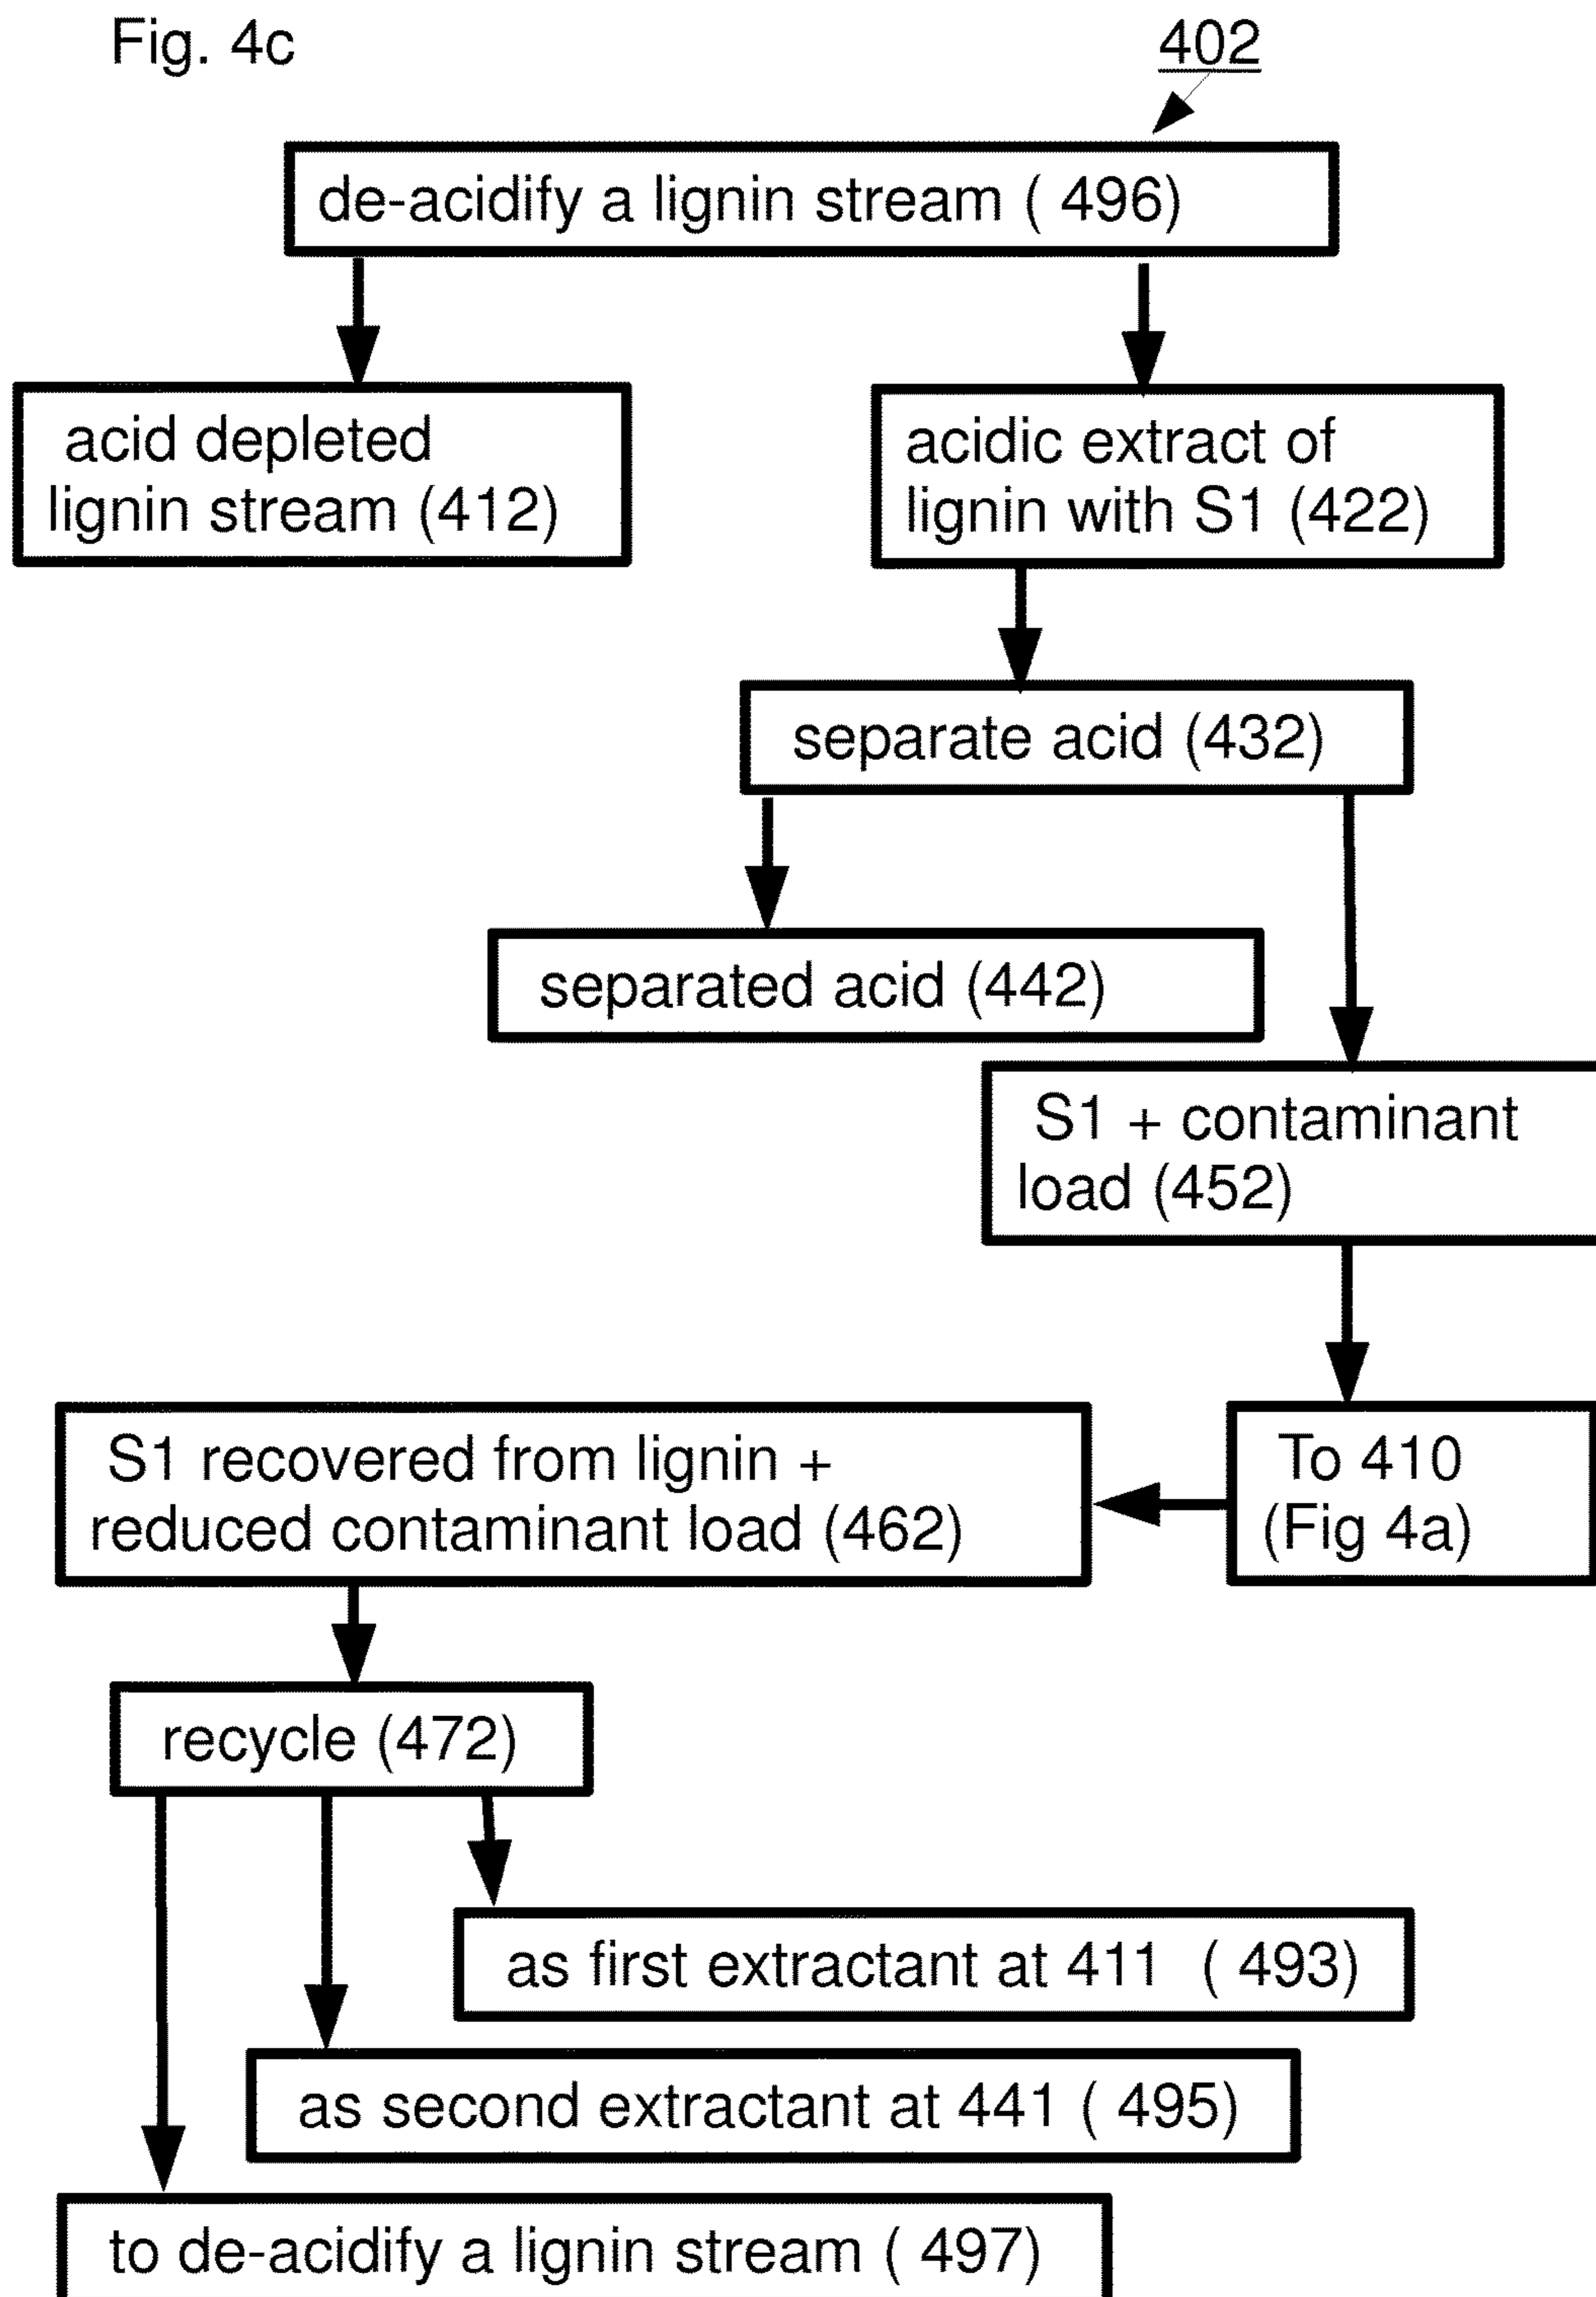 Fig. 4c
402
de-acidify a lignin stream ( 496)
acid depleted
lignin stream (412)
acidic extract of
lignin with S1 (422)
separate acid (432)
separated acid (442)
S1 + contaminant
load (452)
To 410
(Fig 4a)
S1 recovered from lignin +
reduced contaminant load (462)
recycle (472)
as first extractant at 411 ( 493)
as second extractant at 441 ( 495)
to de-acidify a lignin stream ( 497)